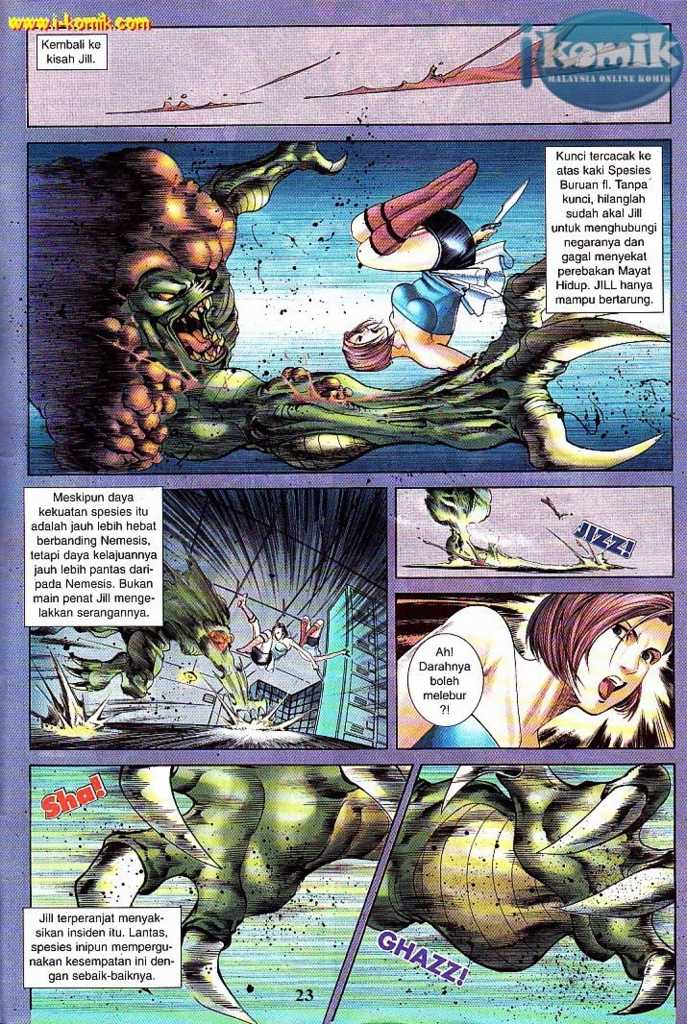 www.i-komik.com
i komik
MALAYSIA ONLINE KOMIK
Kembali ke
kisah Jill.
Kunci tercacak ke
atas kaki Spesies
Buruan fl. Tanpa
kunci, hilanglah
sudah akal Jill
untuk menghubungi
negaranya dan
gagal menyekat
perebakan Mayat
Hidup. JILL hanya
mampu bertarung.
Meskipun daya
kekuatan spesies itu
adalah jauh lebih hebat
berbanding Nemesis,
tetapi daya kelajuannya
jauh lebih pantas dari-
pada Nemesis. Bukan
main penat Jill menge-
lakkan serangannya.
JIZZ!
Ah!
Darahnya
boleh
melebur
?!
Sha!
Jill terperanjat menyak-
sikan insiden itu. Lantas,
spesies inipun mempergu-
nakan kesempatan ini den-
gan sebaik-baiknya.
GHAZZ!
23